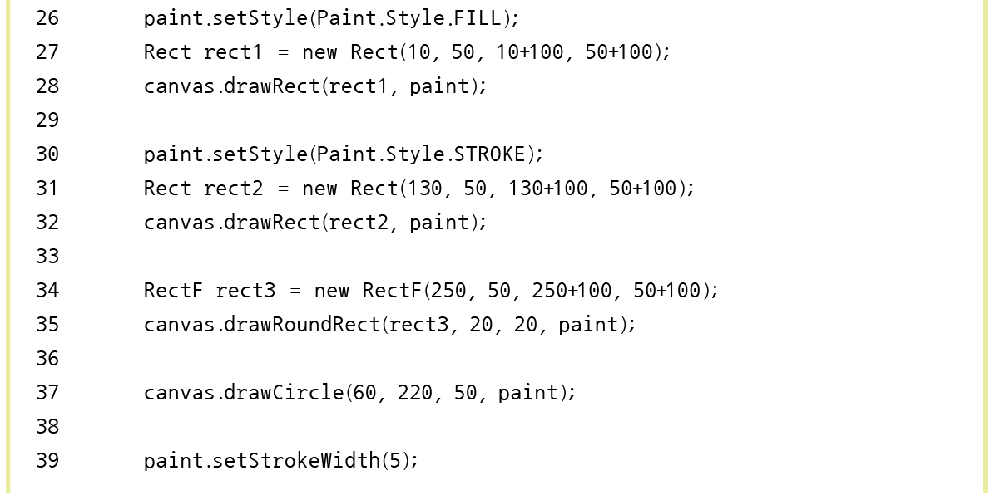 26 paint.setStyle(Paint.Style.FILL);
27 Rect rect1 = new Rect(10, 50, 10+100, 50+100);
28 canvas.drawRect(rect1, paint);
29
30 paint.setStyle(Paint.Style.STROKE);
31 Rect rect2 = new Rect(130, 50, 130+100, 50+100);
32 canvas.drawRect(rect2, paint);
33
34 RectF rect3 = new RectF(250, 50, 250+100, 50+100);
35 canvas.drawRoundRect(rect3, 20, 20, paint);
36
37 canvas.drawCircle(60, 220, 50, paint);
38
39 paint.setStrokeWidth(5);